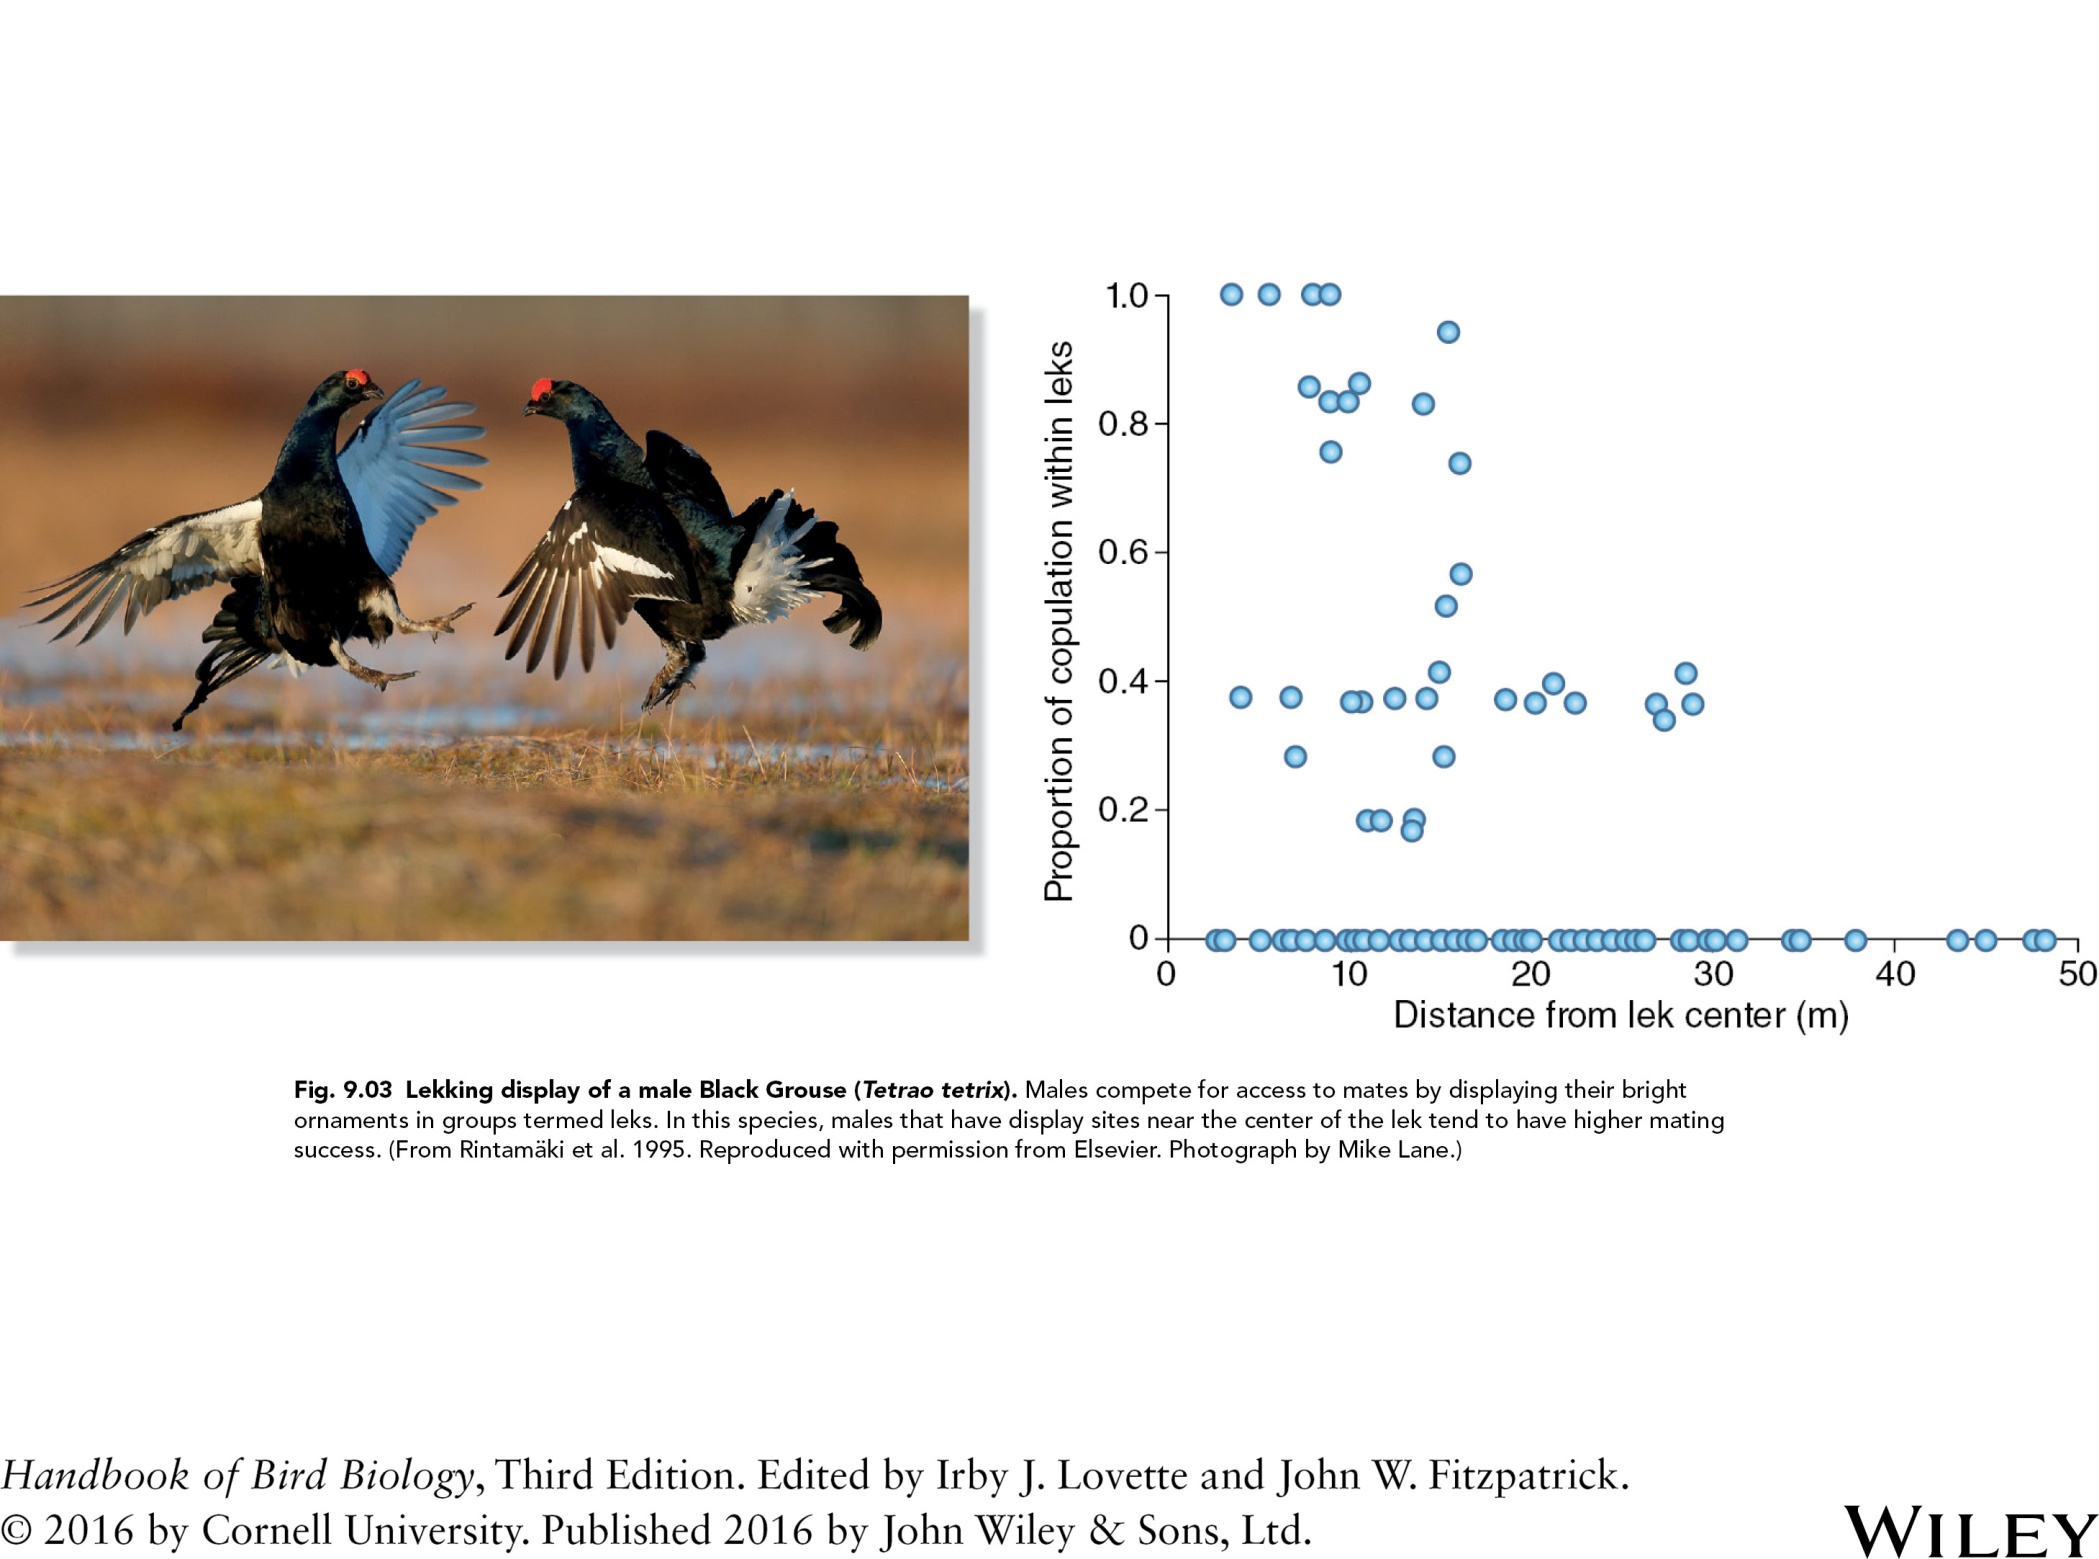 1.0
0.8
0.6
0.4
0.2
0
Proportion of copulation within leks
0 10 20 30 40 50
Distance from lek center (m)
Fig. 9.03 Lekking display of a male Black Grouse (Tetrao tetrix). Males compete for access to mates by displaying their bright
ornaments in groups termed leks. In this species, males that have display sites near the center of the lek tend to have higher mating
success. (From Rintamäki et al. 1995. Reproduced with permission from Elsevier. Photograph by Mike Lane.)
Handbook of Bird Biology, Third Edition. Edited by Irby J. Lovette and John W. Fitzpatrick.
© 2016 by Cornell University. Published 2016 by John Wiley & Sons, Ltd.
WILEY